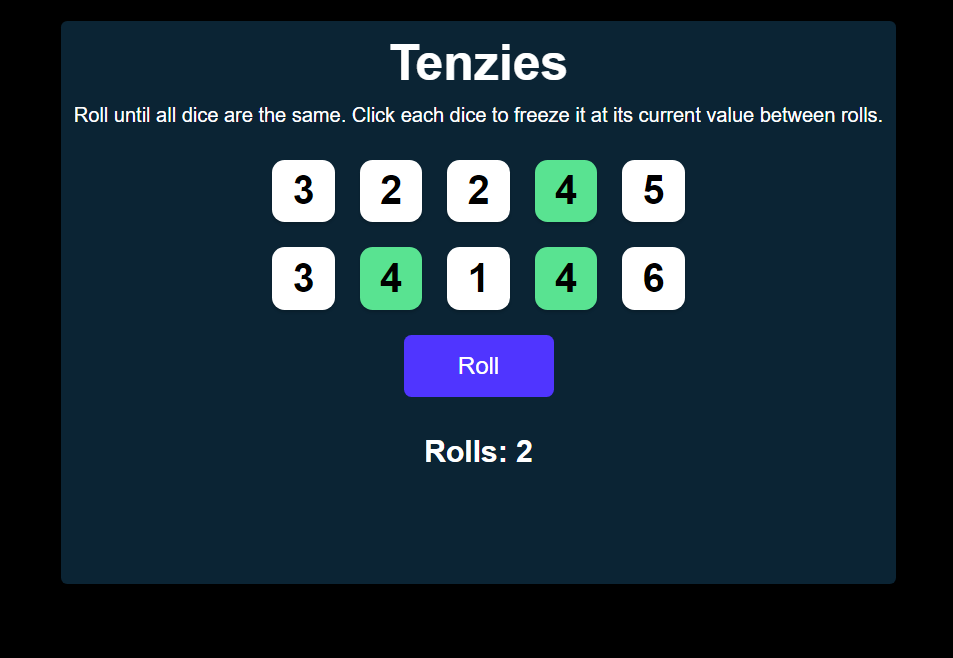 Tenzies
Roll until all dice are the same. Click each dice to freeze it at its current value between rolls.
3 2 2 4 5
3 4 1 4 6
Roll
Rolls: 2